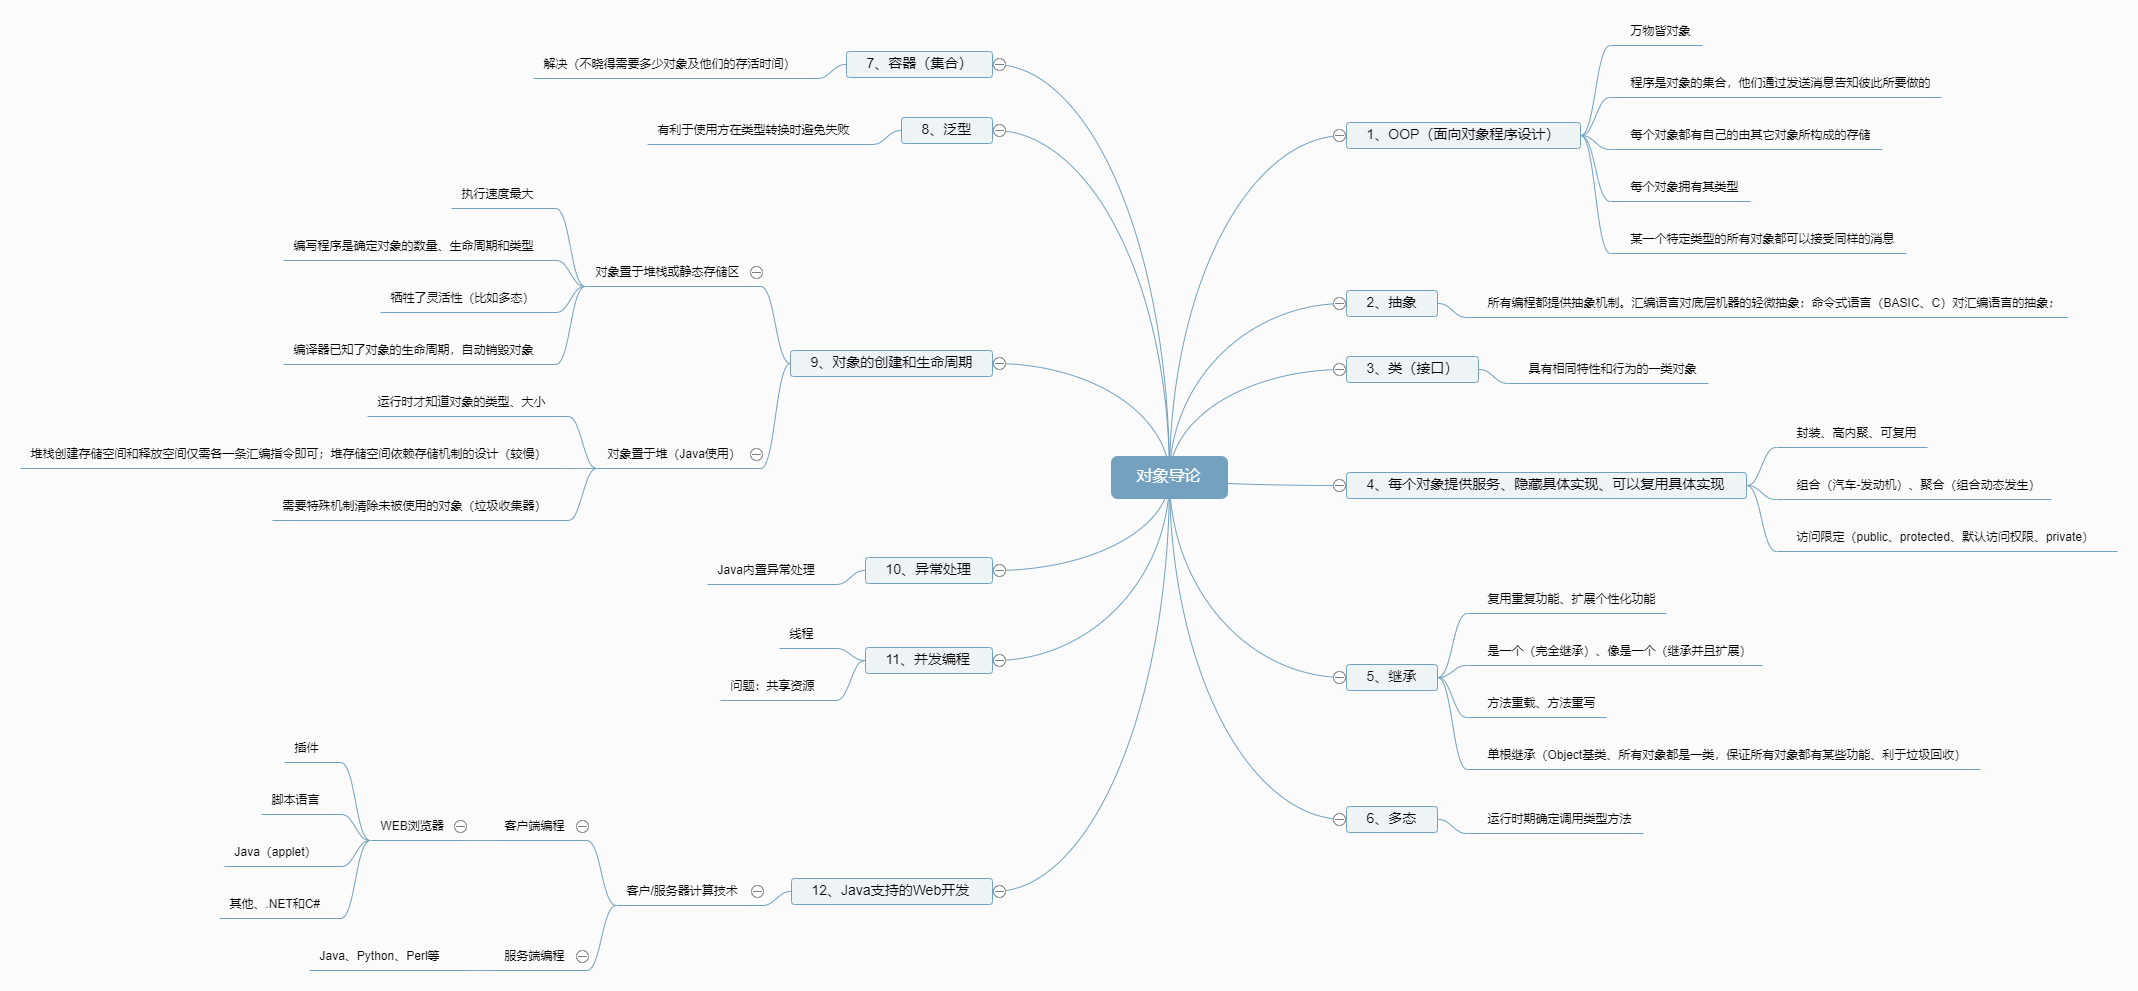 对象导论
1、OOP（面向对象程序设计）
万物皆对象
程序是对象的集合，他们通过发送消息告知彼此所要做的
每个对象都有自己的由其它对象所构成的存储
每个对象拥有其类型
某一个特定类型的所有对象都可以接受同样的消息
2、抽象
所有编程都提供抽象机制。汇编语言对底层机器的轻微抽象；命令式语言（BASIC、C）对汇编语言的抽象；
3、类（接口）
具有相同特性和行为的一类对象
4、每个对象提供服务、隐藏具体实现、可以复用具体实现
封装、高内聚、可复用
组合（汽车-发动机）、聚合（组合动态发生）
访问限定（public、protected、默认访问权限、private）
5、继承
复用重复功能、扩展个性化功能
是一个（完全继承）、像是一个（继承并且扩展）
方法重载、方法重写
单根继承（Object基类、所有对象都是一类，保证所有对象都有某些功能、利于垃圾回收）
6、多态
运行时期确定调用类型方法
7、容器（集合）
解决（不晓得需要多少对象及他们的存活时间）
8、泛型
有利于使用方在类型转换时避免失败
9、对象的创建和生命周期
对象置于堆栈或静态存储区
执行速度最大
编写程序是确定对象的数量、生命周期和类型
牺牲了灵活性（比如多态）
编译器已知了对象的生命周期，自动销毁对象
对象置于堆（Java使用）
运行时才知道对象的类型、大小
堆栈创建存储空间和释放空间仅需各一条汇编指令即可；堆存储空间依赖存储机制的设计（较慢）
需要特殊机制清除未被使用的对象（垃圾收集器）
10、异常处理
Java内置异常处理
11、并发编程
线程
问题：共享资源
12、Java支持的Web开发
客户/服务器计算技术
客户端编程
WEB浏览器
插件
脚本语言
Java（applet）
其他、.NET和C#
服务端编程
Java、Python、Perl等